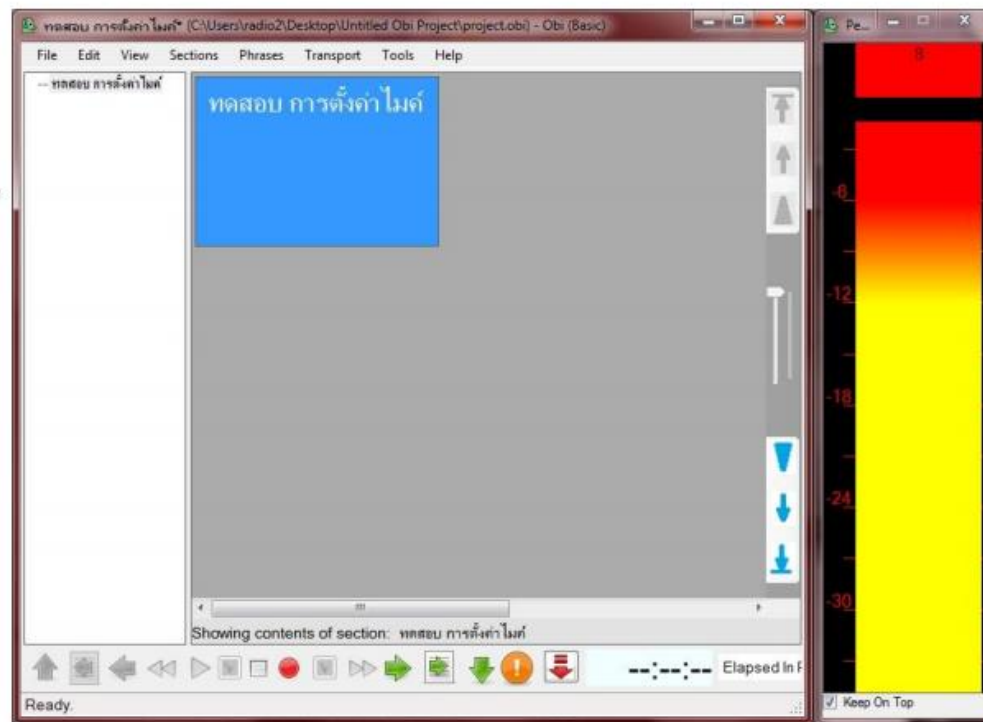 ทดสอบ การตั้งค่าไมค์* (C:\Users\radio2\Desktop\Untitled Obi Project\project.obi) - Obi (Basic)
File Edit View Sections Phrases Transport Tools Help
ทดสอบ การตั้งค่าไมค์
ทดสอบ การตั้งค่าไมค์
Showing contents of section: ทดสอบ การตั้งค่าไมค์
--:--:-- Elapsed In
Ready.
Pe...
-12
-18
-24
-30
Keep On Top